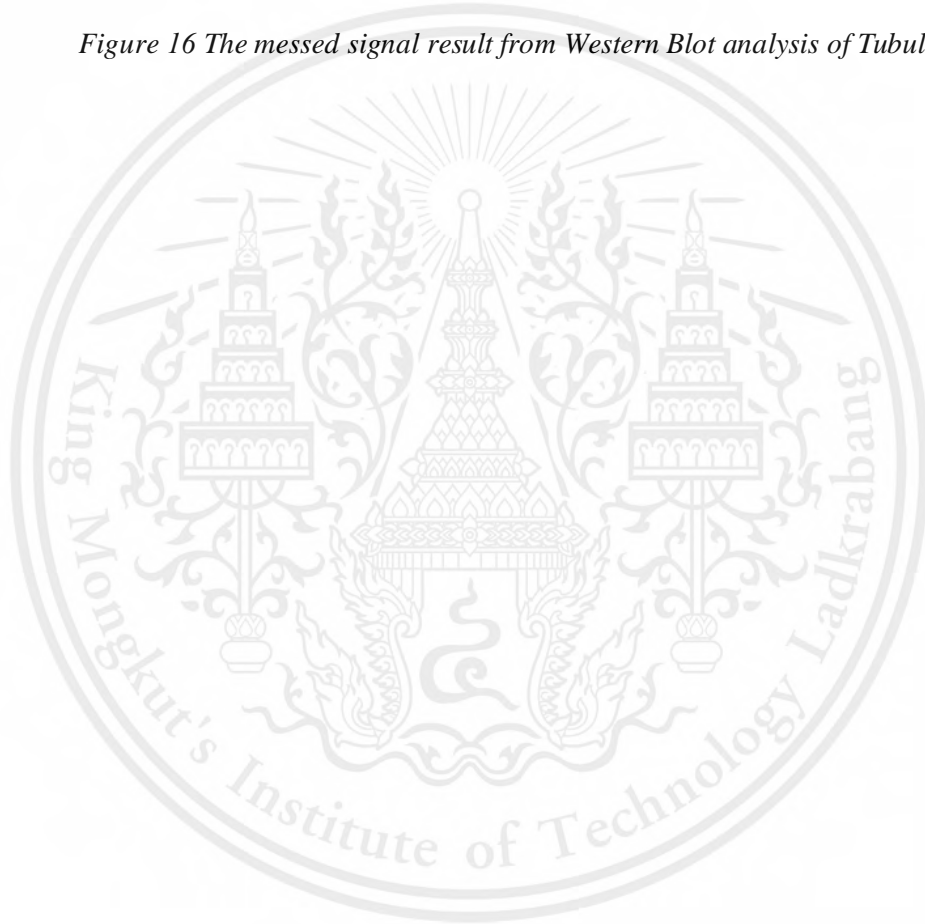 Figure 16 The messed signal result from Western Blot analysis of Tubul
King Mongkut's Institute of Technology Ladkrabang